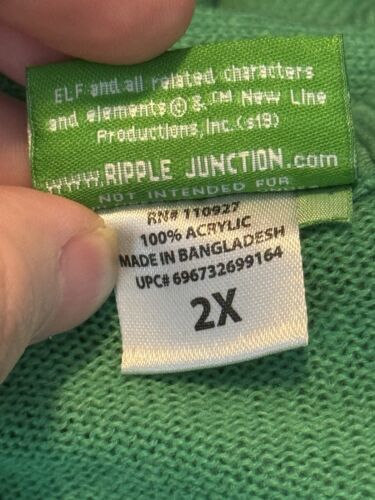 ELF and all related characters
and elements © & ™ New Line
Productions, Inc. (s19)
WWW.RIPPLE JUNCTION.com
NOT INTENDED FOR
RN# 110927
100% ACRYLIC
MADE IN BANGLADESH
UPC# 696732699164
2X